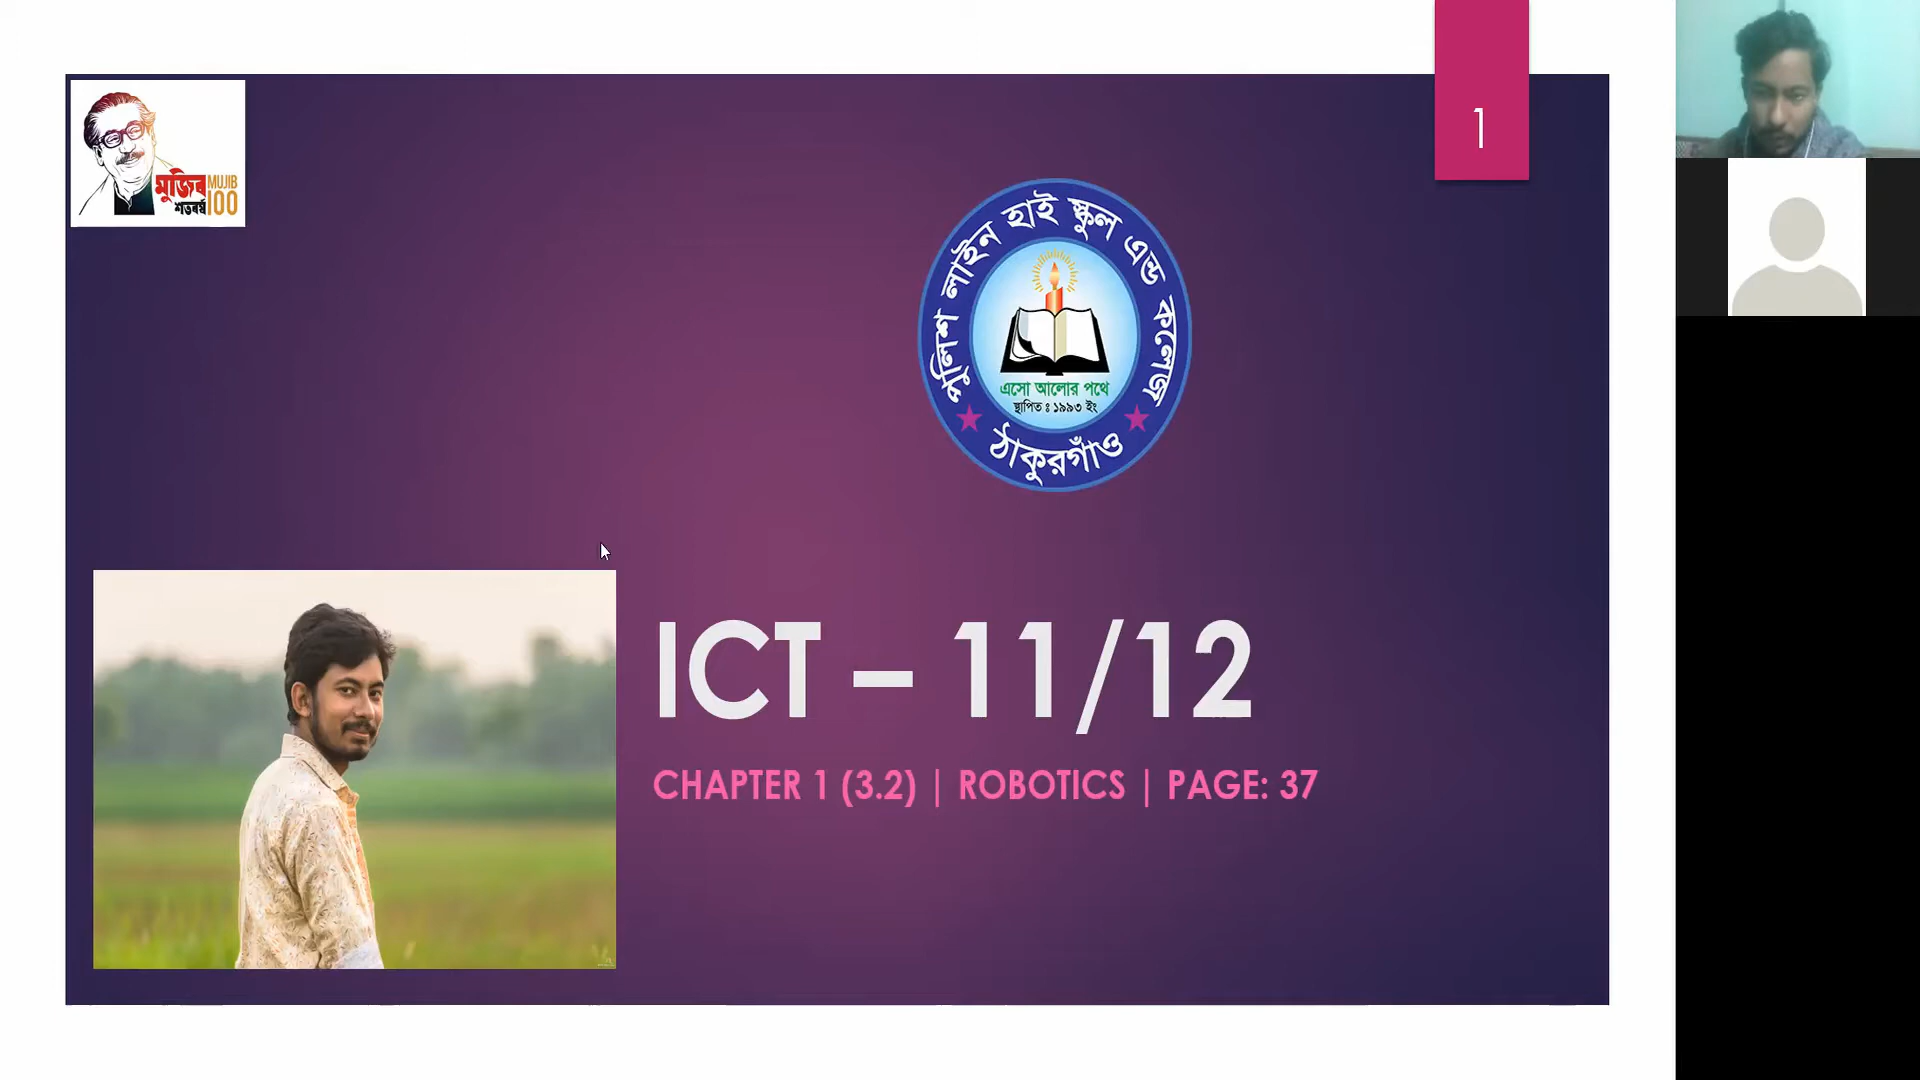 1
মুজিব
শতবর্ষ
MUJIB
100
পুলিশ লাইন হাই স্কুল এন্ড কলেজ
এসো আলোর পথে
স্থাপিত : ১৯৯৩ ইং
ঠাকুরগাঁও
ICT – 11/12
CHAPTER 1 (3.2) | ROBOTICS | PAGE: 37